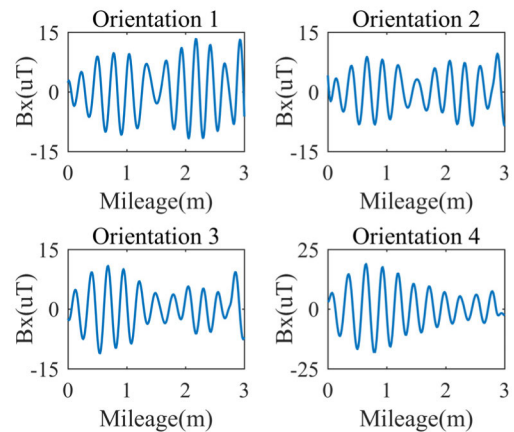 Orientation 1
15
0
-15
Bx(uT)
0 1 2 3
Mileage(m)
Orientation 2
15
0
-15
Bx(uT)
0 1 2 3
Mileage(m)
Orientation 3
15
0
-15
Bx(uT)
0 1 2 3
Mileage(m)
Orientation 4
25
0
-25
Bx(uT)
0 1 2 3
Mileage(m)